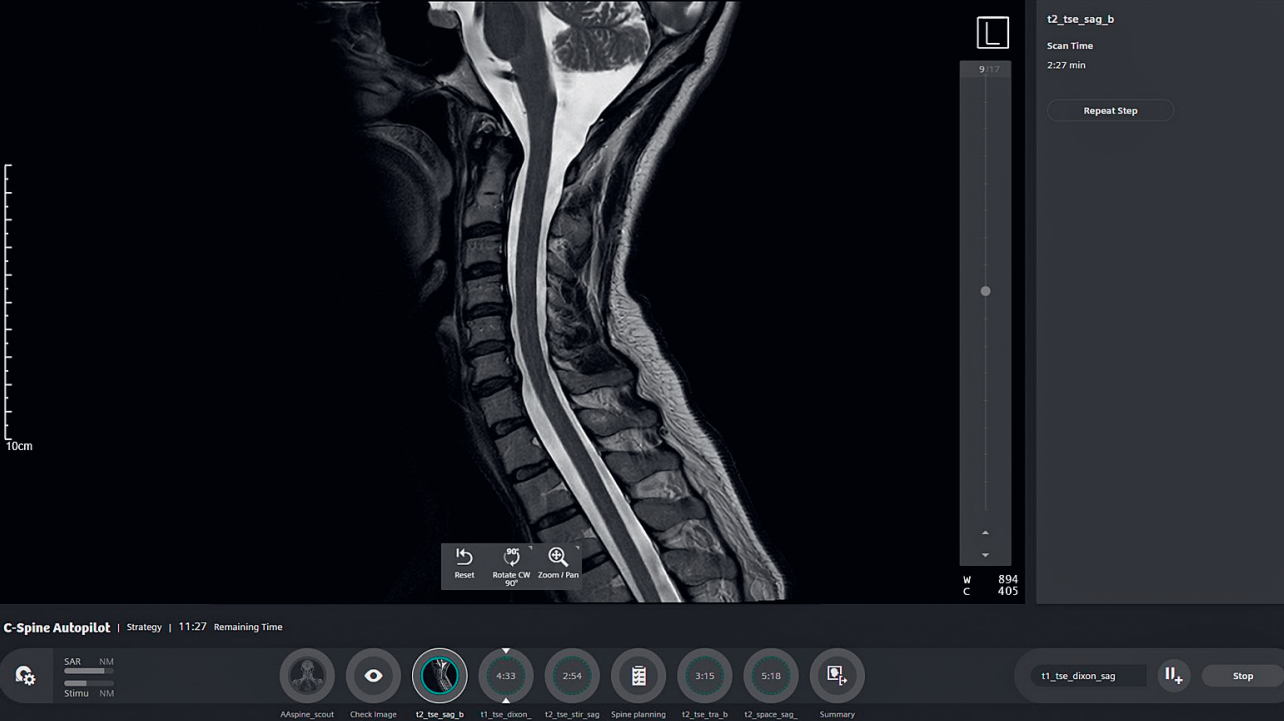 t2_tse_sag_b
Scan Time
2:27 min
Repeat Step
L
9/17
10cm
Reset
90°
Rotate CW
90°
Zoom / Pan
W 894
C 405
C-Spine Autopilot | Strategy | 11:27 Remaining Time
SAR NM
Stimu NM
4:33
2:54
3:15
5:18
t1_tse_dixon_sag
Stop
AAspine_scout
Check Image
t2_tse_sag_b
t1_tse_dixon_
t2_tse_stir_sag
Spine planning
t2_tse_tra_b
t2_space_sag_
Summary